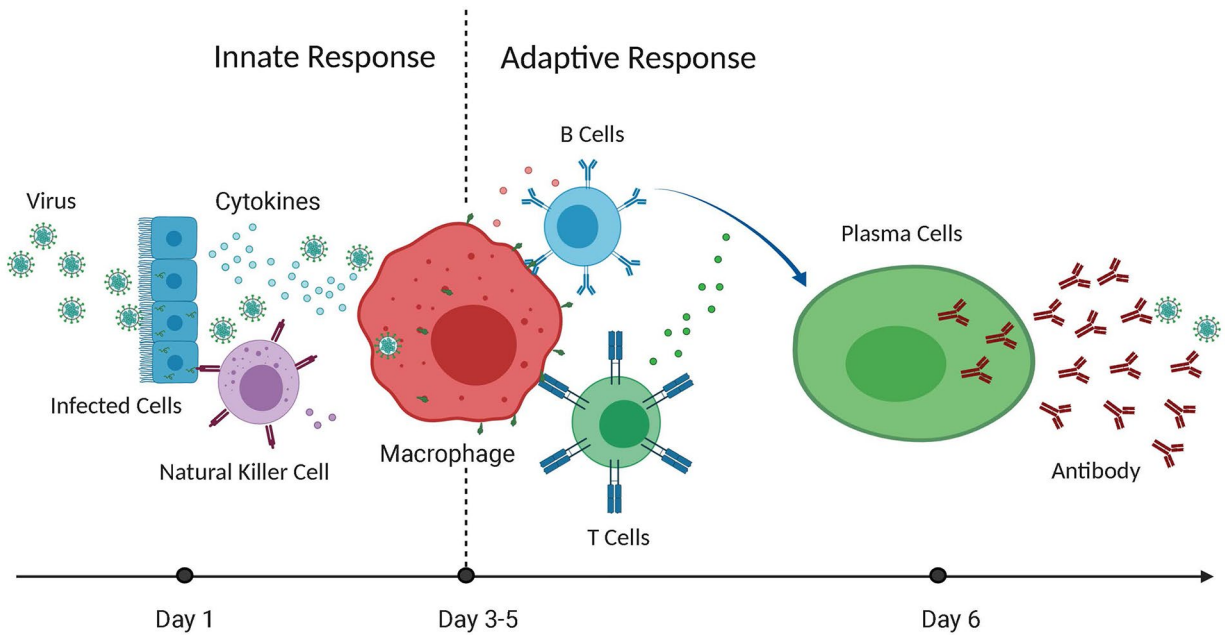 Innate Response
Adaptive Response
B Cells
Virus
Cytokines
Plasma Cells
Infected Cells
Macrophage
Natural Killer Cell
Antibody
T Cells
Day 1
Day 3-5
Day 6